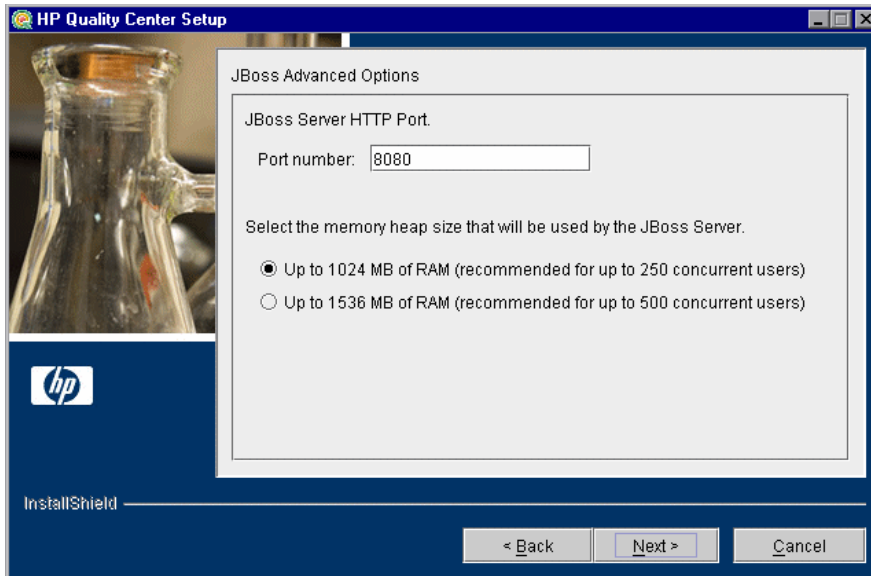 HP Quality Center Setup
JBoss Advanced Options
JBoss Server HTTP Port.
Port number: 8080
Select the memory heap size that will be used by the JBoss Server.
Up to 1024 MB of RAM (recommended for up to 250 concurrent users)
Up to 1536 MB of RAM (recommended for up to 500 concurrent users)
hp
InstallShield
< Back Next > Cancel